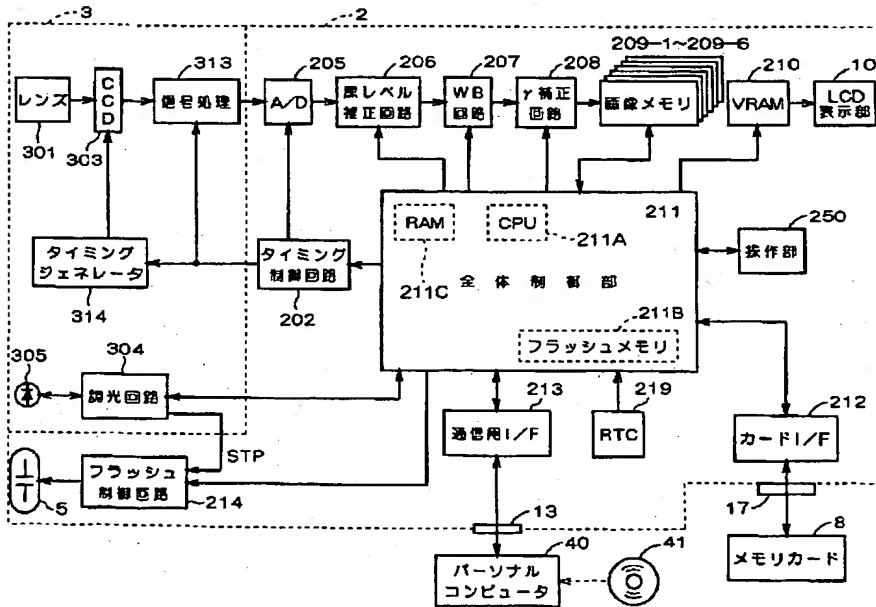 3
2
レンズ
301
CCD
303
313
信号処理
205
A/D
206
黒レベル
補正回路
207
WB
回路
208
γ補正
回路
209-1~209-6
画像メモリ
210
VRAM
10
LCD
表示部
タイミング
ジェネレータ
314
タイミング
制御回路
202
211
RAM
211C
CPU
211A
全体制御部
211B
フラッシュメモリ
250
操作部
305
304
調光回路
STP
フラッシュ
制御回路
214
5
213
通信用I/F
219
RTC
212
カードI/F
13
17
40
パーソナル
コンピュータ
41
8
メモリカード